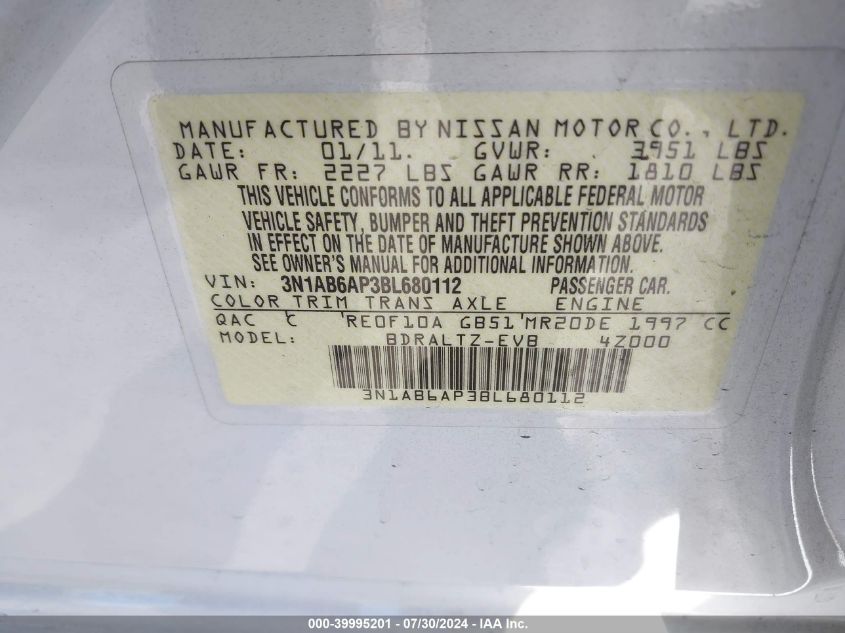 MANUFACTURED BY NISSAN MOTOR CO., LTD.
DATE: 01/11. GVWR: 3951 LBS
GAWR FR: 2227 LBS GAWR RR: 1810 LBS
THIS VEHICLE CONFORMS TO ALL APPLICABLE FEDERAL MOTOR
VEHICLE SAFETY, BUMPER AND THEFT PREVENTION STANDARDS
IN EFFECT ON THE DATE OF MANUFACTURE SHOWN ABOVE.
SEE OWNER'S MANUAL FOR ADDITIONAL INFORMATION.
VIN: 3N1AB6AP3BL680112 PASSENGER CAR.
COLOR TRIM TRANS AXLE ENGINE
QAC C RE0F10A GB51 MR20DE 1997 CC
MODEL: BDRALTZ-EVB 4Z000
3N1AB6AP3BL680112
000-39995201 - 07/30/2024 - IAA Inc.